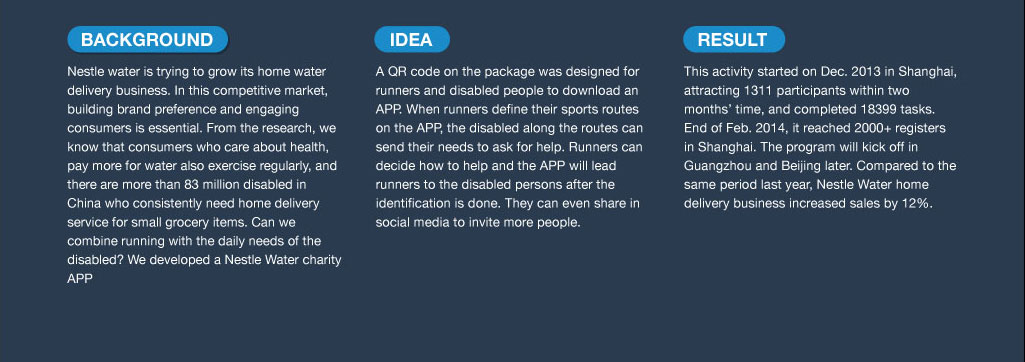 BACKGROUND
Nestle water is trying to grow its home water
delivery business. In this competitive market,
building brand preference and engaging
consumers is essential. From the research, we
know that consumers who care about health,
pay more for water also exercise regularly, and
there are more than 83 million disabled in
China who consistently need home delivery
service for small grocery items. Can we
combine running with the daily needs of the
disabled? We developed a Nestle Water charity
APP
IDEA
A QR code on the package was designed for
runners and disabled people to download an
APP. When runners define their sports routes
on the APP, the disabled along the routes can
send their needs to ask for help. Runners can
decide how to help and the APP will lead
runners to the disabled persons after the
identification is done. They can even share in
social media to invite more people.
RESULT
This activity started on Dec. 2013 in Shanghai,
attracting 1311 participants within two
months' time, and completed 18399 tasks.
End of Feb. 2014, it reached 2000+ registers
in Shanghai. The program will kick off in
Guangzhou and Beijing later. Compared to the
same period last year, Nestle Water home
delivery business increased sales by 12%.